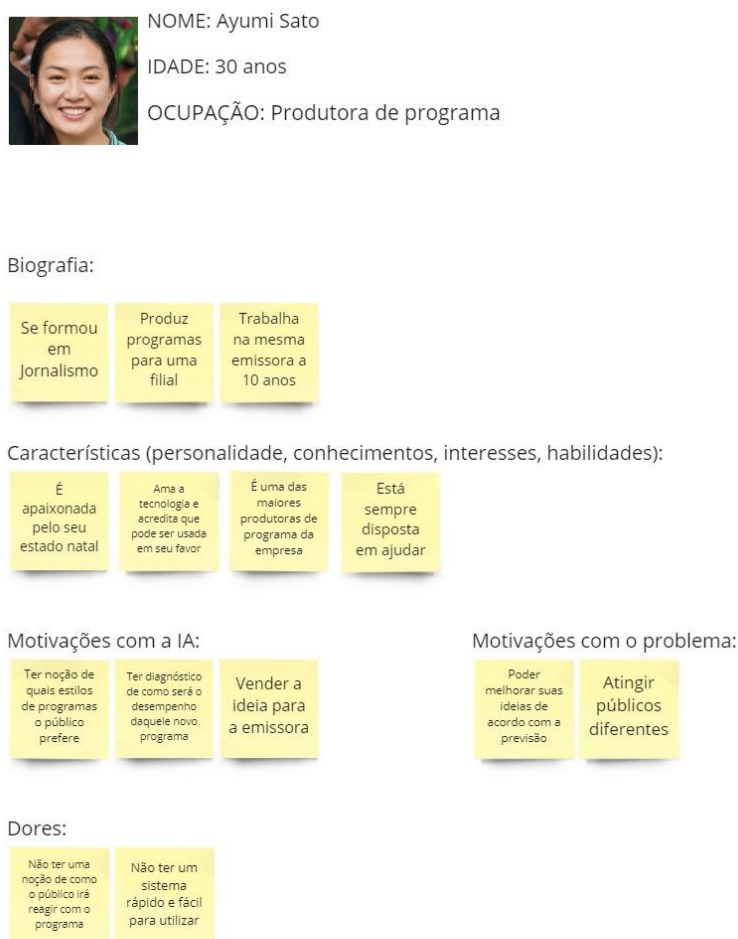 NOME: Ayumi Sato
IDADE: 30 anos
OCUPAÇÃO: Produtora de programa
Biografia:
Se formou
em
Jornalismo
Produz
programas
para uma
filial
Trabalha
na mesma
emissora a
10 anos
Características (personalidade, conhecimentos, interesses, habilidades):
É
apaixonada
pelo seu
estado natal
Ama a
tecnologia e
acredita que
pode ser usada
em seu favor
É uma das
maiores
produtoras de
programa da
empresa
Está
sempre
disposta
em ajudar
Motivações com a IA:
Ter noção de
quais estilos
de programas
o público
prefere
Ter diagnóstico
de como será o
desempenho
daquele novo
programa
Vender a
ideia para
a emissora
Motivações com o problema:
Poder
melhorar suas
ideias de
acordo com a
previsão
Atingir
públicos
diferentes
Dores:
Não ter uma
noção de como
o público irá
reagir com o
programa
Não ter um
sistema
rápido e fácil
para utilizar